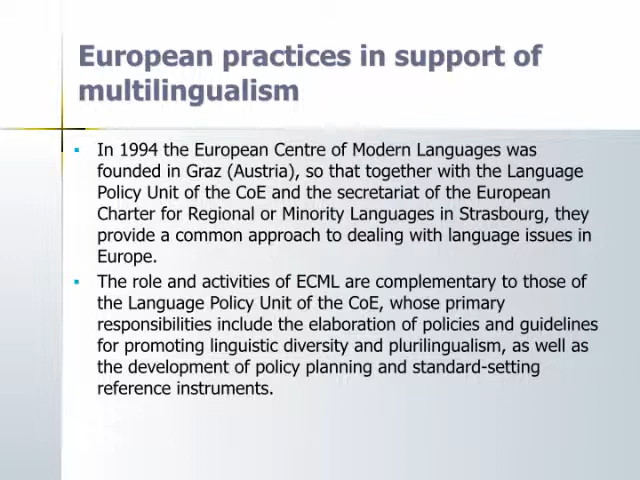 European practices in support of
multilingualism
▪ In 1994 the European Centre of Modern Languages was
founded in Graz (Austria), so that together with the Language
Policy Unit of the CoE and the secretariat of the European
Charter for Regional or Minority Languages in Strasbourg, they
provide a common approach to dealing with language issues in
Europe.
▪ The role and activities of ECML are complementary to those of
the Language Policy Unit of the CoE, whose primary
responsibilities include the elaboration of policies and guidelines
for promoting linguistic diversity and plurilingualism, as well as
the development of policy planning and standard-setting
reference instruments.